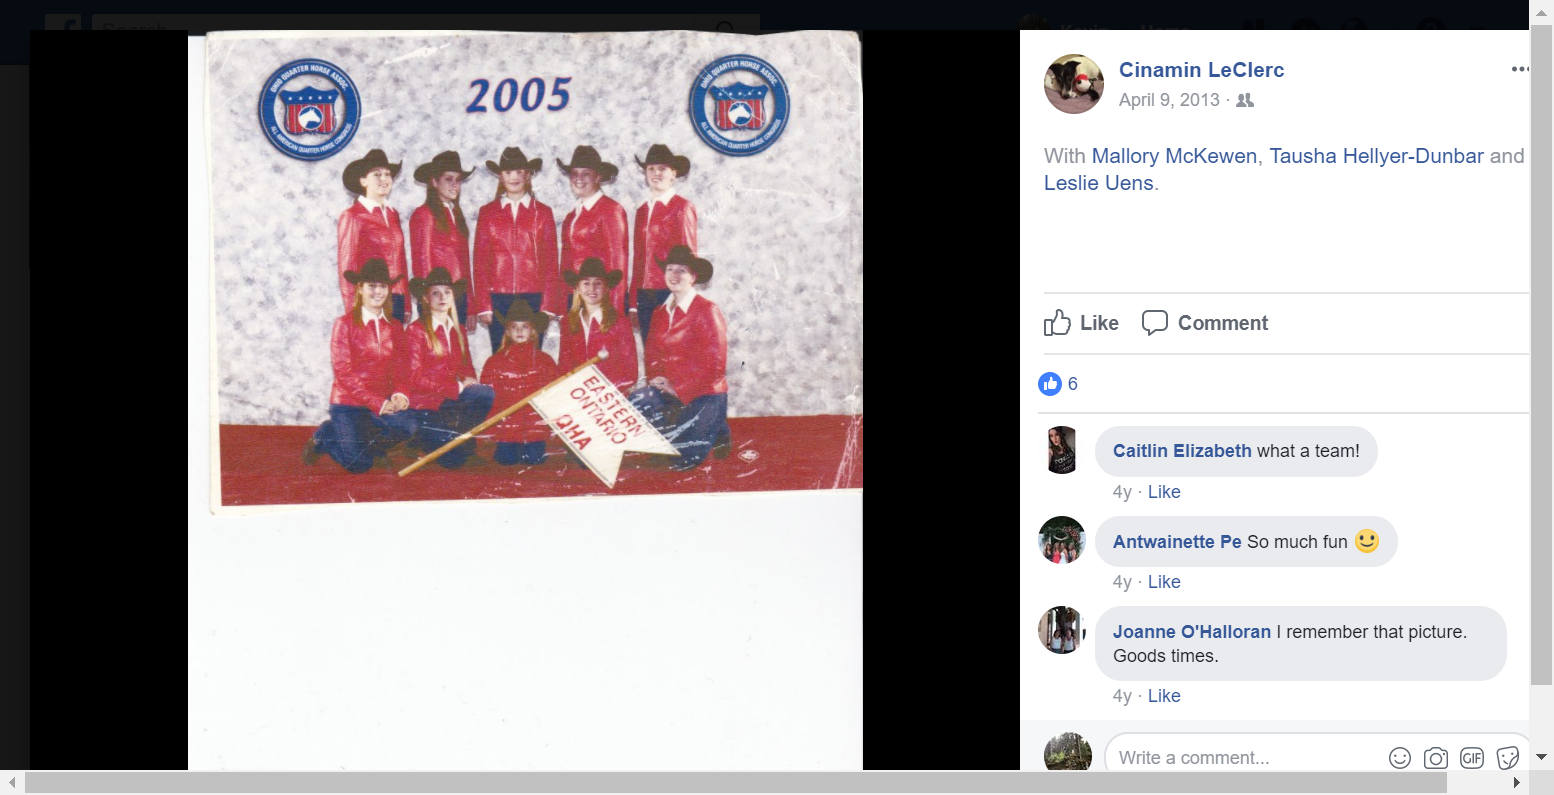 Search
OHIO QUARTER HORSE ASSOC.
ALL AMERICAN QUARTER HORSE CONGRESS
2005
OHIO QUARTER HORSE ASSOC.
ALL AMERICAN QUARTER HORSE CONGRESS
EASTERN
ONTARIO
QHA
Cinamin LeClerc
April 9, 2013 ·
With Mallory McKewen, Tausha Hellyer-Dunbar and
Leslie Uens.
Like Comment
6
Caitlin Elizabeth what a team!
4y · Like
Antwainette Pe So much fun
4y · Like
Joanne O'Halloran I remember that picture.
Goods times.
4y · Like
Write a comment...
GIF